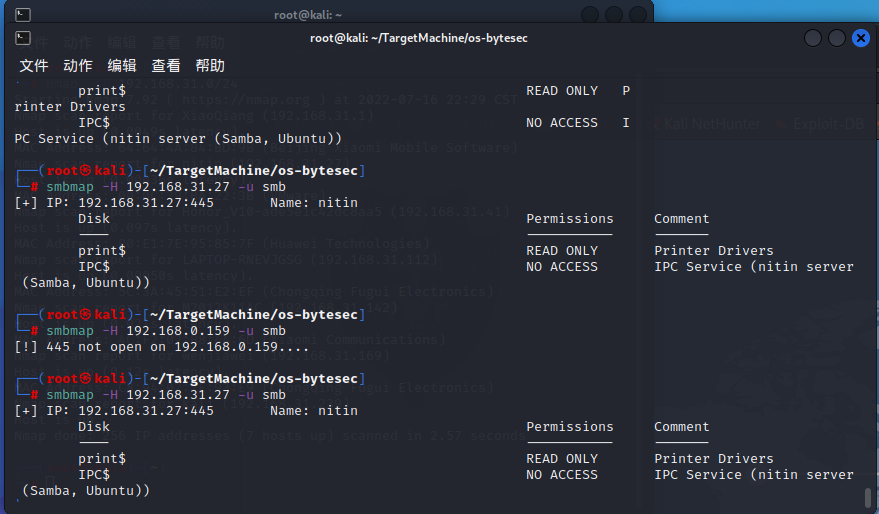 root@kali: ~
root@kali: ~/TargetMachine/os-bytesec
文件 动作 编辑 查看 帮助
print$ READ ONLY P
rinter Drivers
IPC$ NO ACCESS I
PC Service (nitin server (Samba, Ubuntu))
┌──(root㉿kali)-[~/TargetMachine/os-bytesec]
└─# smbmap -H 192.168.31.27 -u smb
[+] IP: 192.168.31.27:445 Name: nitin
Disk Permissions Comment
---- ----------- -------
print$ READ ONLY Printer Drivers
IPC$ NO ACCESS IPC Service (nitin server
(Samba, Ubuntu))
┌──(root㉿kali)-[~/TargetMachine/os-bytesec]
└─# smbmap -H 192.168.0.159 -u smb
[!] 445 not open on 192.168.0.159....
┌──(root㉿kali)-[~/TargetMachine/os-bytesec]
└─# smbmap -H 192.168.31.27 -u smb
[+] IP: 192.168.31.27:445 Name: nitin
Disk Permissions Comment
---- ----------- -------
print$ READ ONLY Printer Drivers
IPC$ NO ACCESS IPC Service (nitin server
(Samba, Ubuntu))
Kali NetHunter Exploit-DB